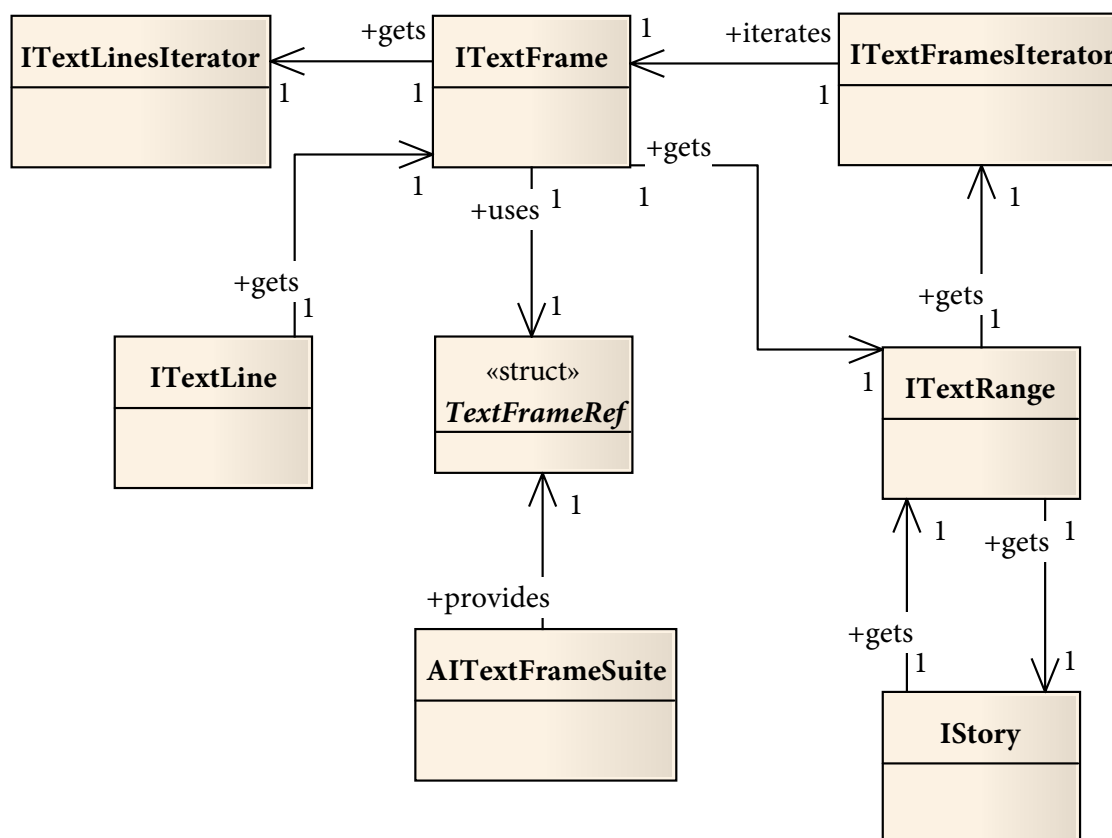 +gets 1 +iterates
ITextLinesIterator ITextFrame ITextFramesIterator
1 1 1
+gets
1 1
+uses 1
1
+gets
1
1
+gets
1
ITextLine
«struct»
TextFrameRef
1
ITextRange
1
1 1
+gets
+provides
+gets
1 1
AITextFrameSuite
IStory